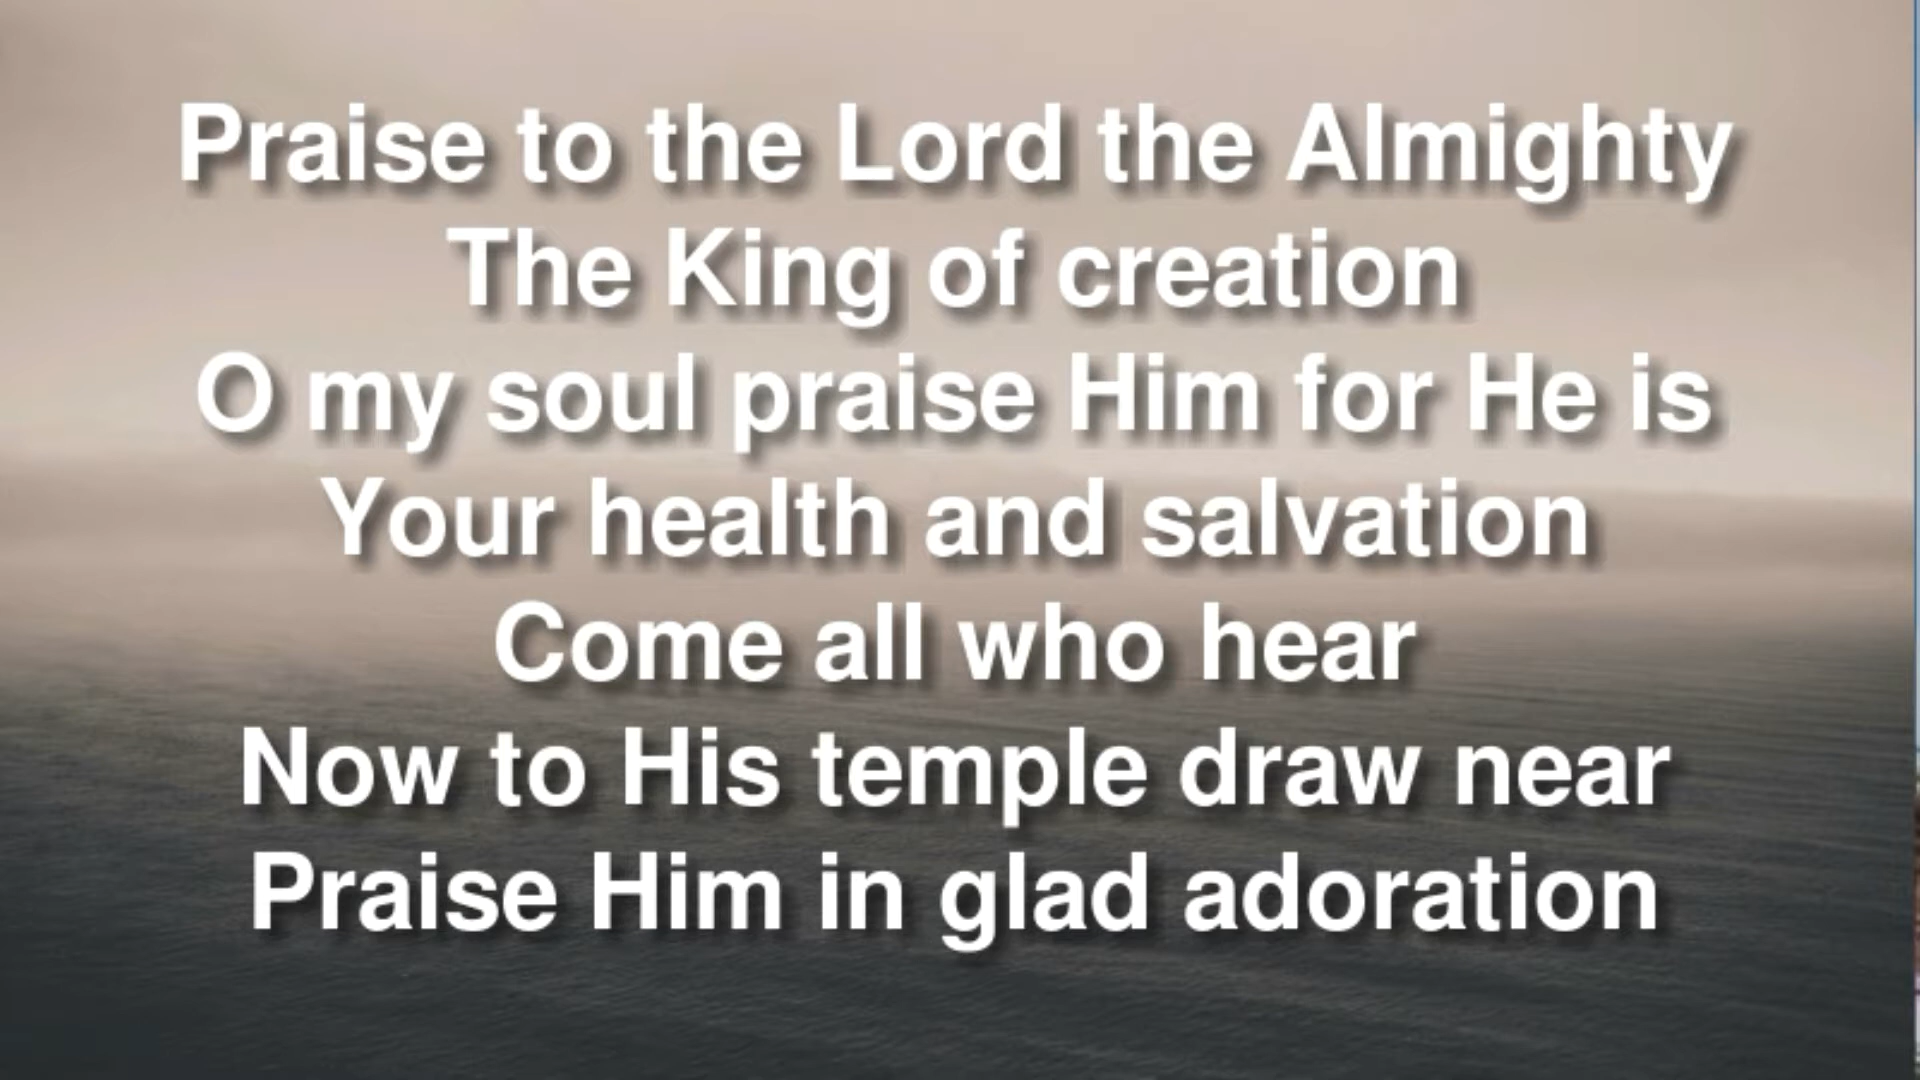 Praise to the Lord the Almighty
The King of creation
O my soul praise Him for He is
Your health and salvation
Come all who hear
Now to His temple draw near
Praise Him in glad adoration